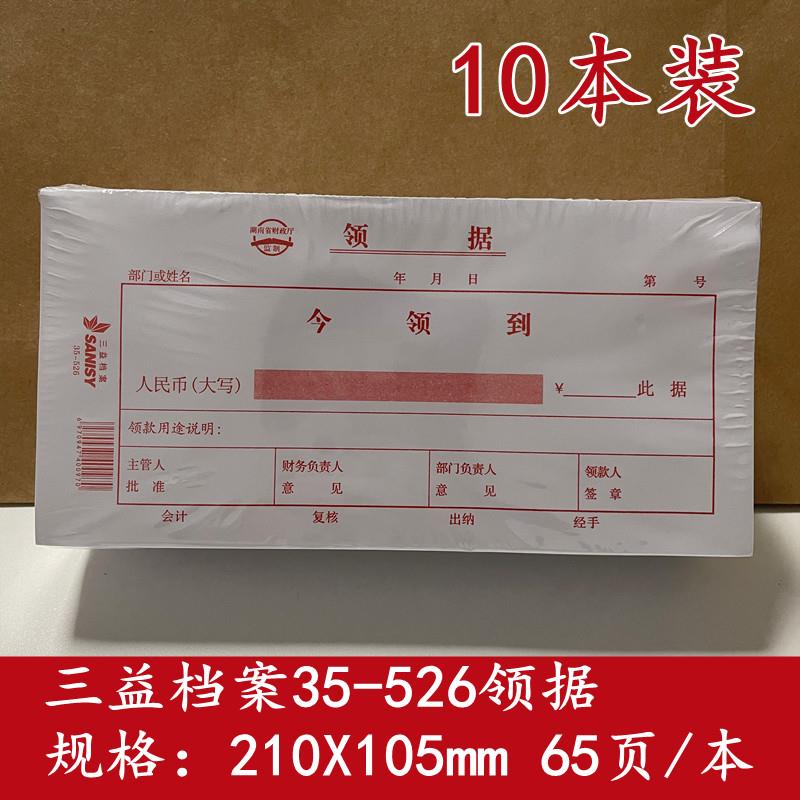 10本装
湖南省财政厅
监制
领 据
部门或姓名 年 月 日 第 号
今 领 到
人民币(大写) ¥ 此 据
领款用途说明:
主管人 批 准
财务负责人 意 见
部门负责人 意 见
领款人 签 章
会计 复核 出纳 经手
三益档案
SANISY
35-526
6970947400970
三益档案35-526领据
规格：210X105mm 65页/本